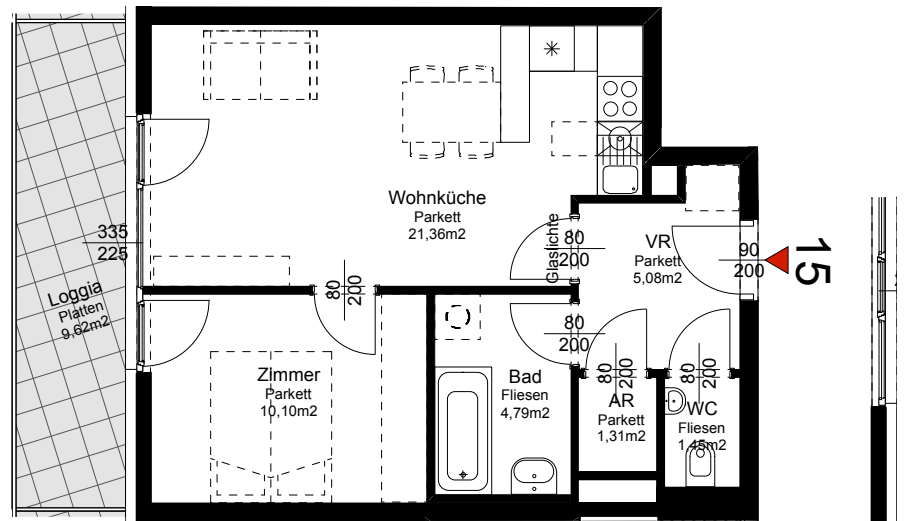 Wohnküche
Parkett
21,36m2
Glaslichte
80
200
VR
Parkett
5,08m2
90
200
15
335
225
Loggia
Platten
9,62m2
80
200
80
200
Zimmer
Parkett
10,10m2
Bad
Fliesen
4,79m2
80
200
AR
Parkett
1,31m2
80
200
WC
Fliesen
1,45m2